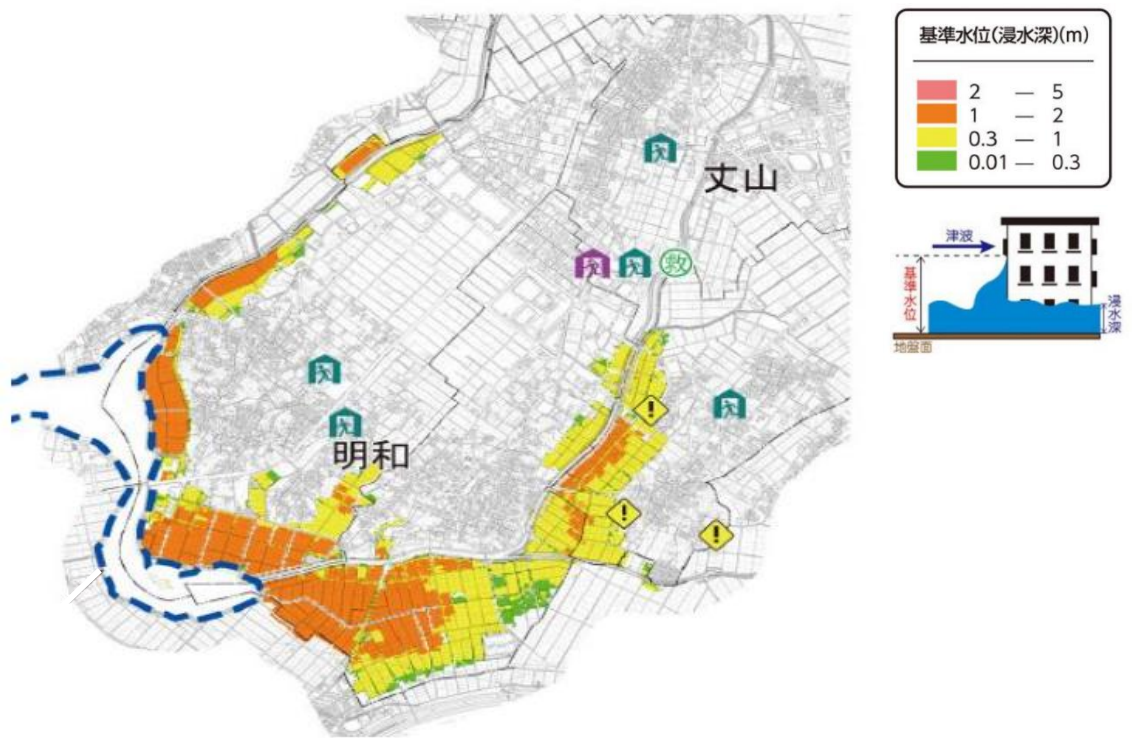 基準水位(浸水深)(m)
2 — 5
1 — 2
0.3 — 1
0.01 — 0.3
丈山
救
明和
!
!
!
津波
基準水位
浸水深
地盤面